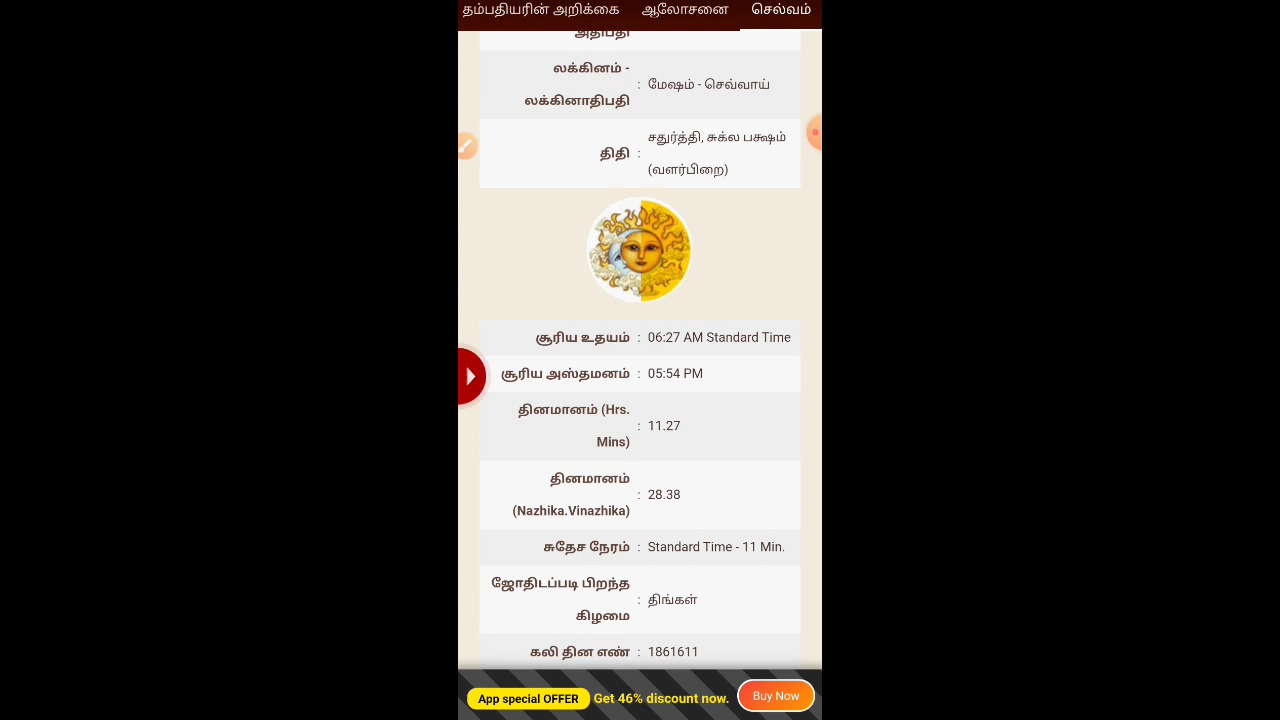 தம்பதியரின் அறிக்கை ஆலோசனை செல்வம்
அதிபதி
லக்கினம் -
லக்கினாதிபதி
: மேஷம் - செவ்வாய்
திதி :
சதுர்த்தி, சுக்ல பக்ஷம்
(வளர்பிறை)
சூரிய உதயம் : 06:27 AM Standard Time
சூரிய அஸ்தமனம் : 05:54 PM
தினமானம் (Hrs.
Mins)
: 11.27
தினமானம்
(Nazhika.Vinazhika)
: 28.38
சுதேச நேரம் : Standard Time - 11 Min.
ஜோதிடப்படி பிறந்த
கிழமை
: திங்கள்
கலி தின எண் : 1861611
App special OFFER Get 46% discount now. Buy Now